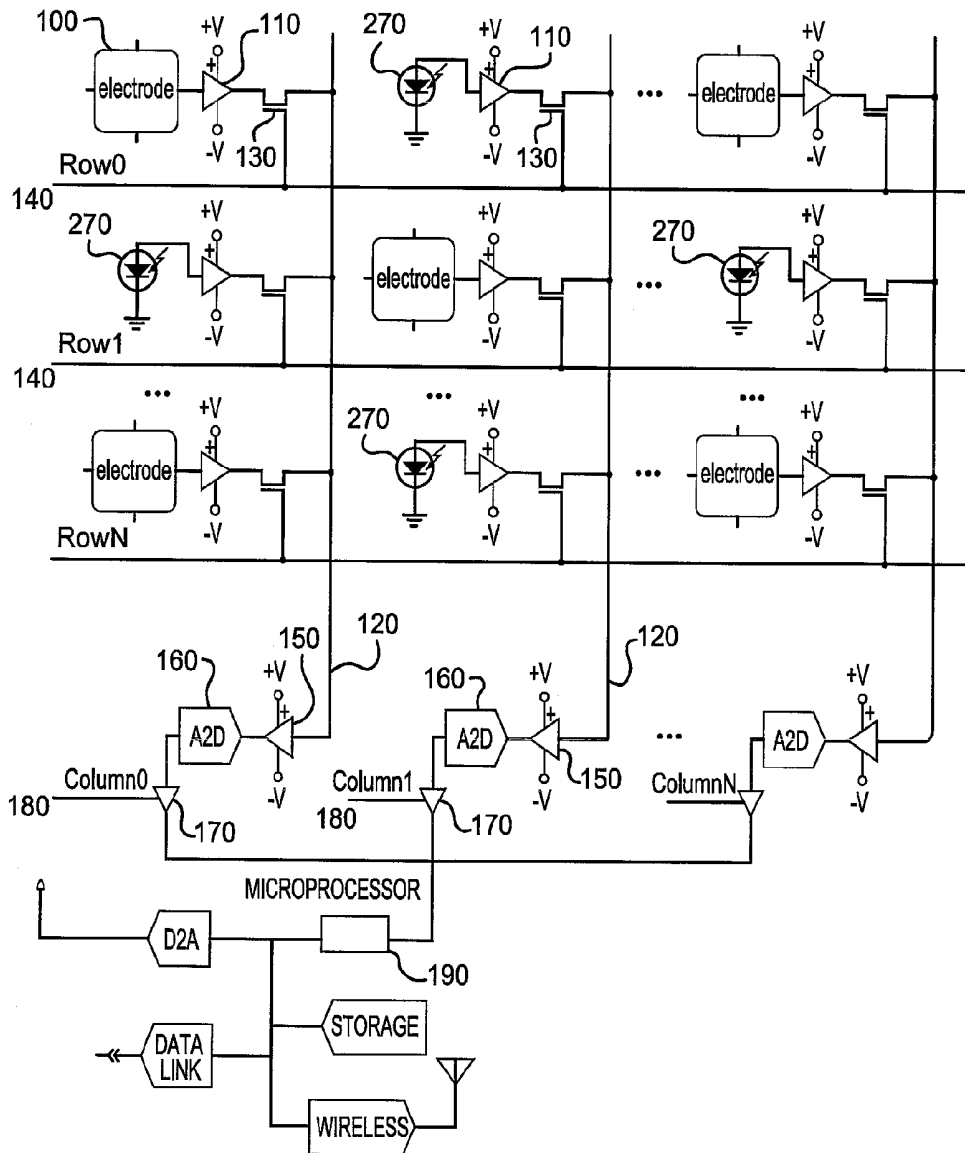 100 +V 110 270 +V 110 +V
electrode + + ••• electrode +
-V 130 -V 130 -V
Row0
140
270 +V +V 270 +V
+ electrode + ••• +
-V -V -V
Row1
140
••• +V ••• 270 +V ••• +V
electrode + + ••• electrode +
-V -V -V
RowN
160 +V 150 120 160 +V 120 +V
A2D + A2D + ••• A2D +
-V -V 150 -V
Column0 Column1 ColumnN
180 170 180 170
MICROPROCESSOR
D2A 190
STORAGE
DATA
LINK
WIRELESS